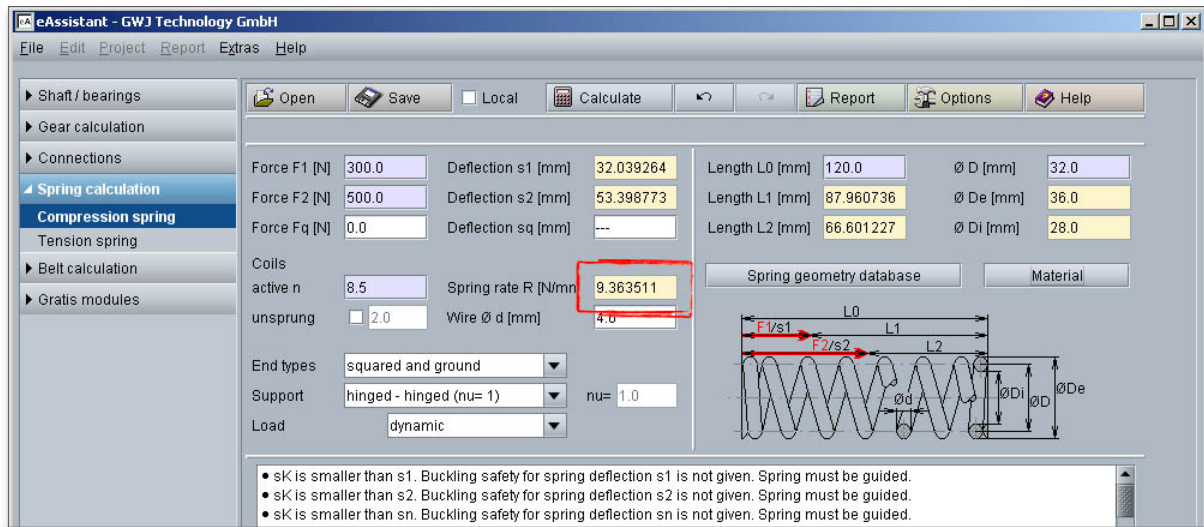 eA eAssistant - GWJ Technology GmbH
File Edit Project Report Extras Help
Shaft / bearings
Gear calculation
Connections
Spring calculation
Compression spring
Tension spring
Belt calculation
Gratis modules
Open Save Local Calculate Report Options Help
Force F1 [N] 300.0 Deflection s1 [mm] 32.039264 Length L0 [mm] 120.0 Ø D [mm] 32.0
Force F2 [N] 500.0 Deflection s2 [mm] 53.398773 Length L1 [mm] 87.960736 Ø De [mm] 36.0
Force Fq [N] 0.0 Deflection sq [mm] --- Length L2 [mm] 66.601227 Ø Di [mm] 28.0
Coils
active n 8.5 Spring rate R [N/mn 9.363511
unsprung 2.0 Wire Ø d [mm] 4.0
Spring geometry database Material
End types squared and ground
Support hinged - hinged (nu= 1) nu= 1.0
Load dynamic
L0
F1/s1 L1
F2/s2 L2
Ød ØDi ØD ØDe
• sK is smaller than s1. Buckling safety for spring deflection s1 is not given. Spring must be guided.
• sK is smaller than s2. Buckling safety for spring deflection s2 is not given. Spring must be guided.
• sK is smaller than sn. Buckling safety for spring deflection sn is not given. Spring must be guided.